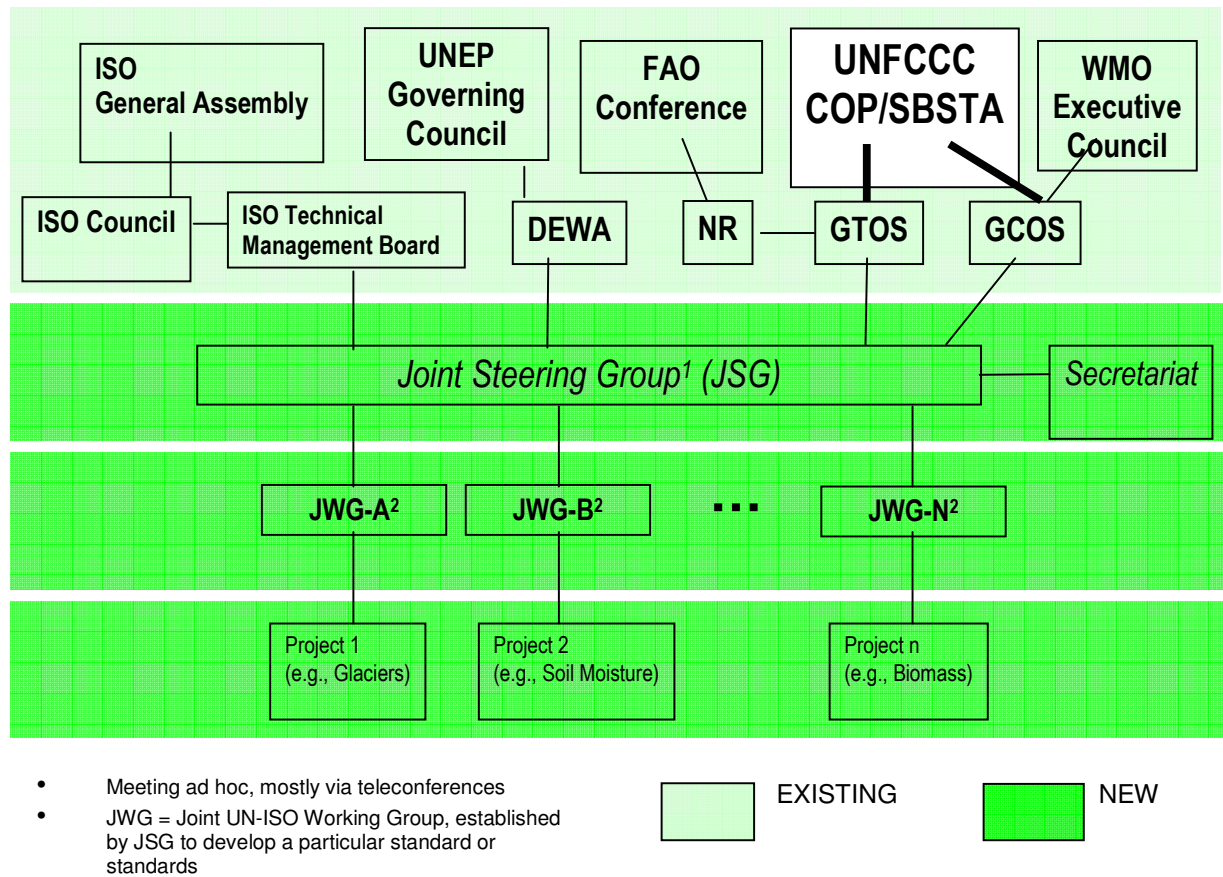 ISO
General Assembly
UNEP
Governing
Council
FAO
Conference
UNFCCC
COP/SBSTA
WMO
Executive
Council
ISO Council
ISO Technical
Management Board
DEWA
NR
GTOS
GCOS
Joint Steering Group¹ (JSG)
Secretariat
JWG-A²
JWG-B²
...
JWG-N²
Project 1
(e.g., Glaciers)
Project 2
(e.g., Soil Moisture)
Project n
(e.g., Biomass)
• Meeting ad hoc, mostly via teleconferences
• JWG = Joint UN-ISO Working Group, established
by JSG to develop a particular standard or
standards
EXISTING
NEW